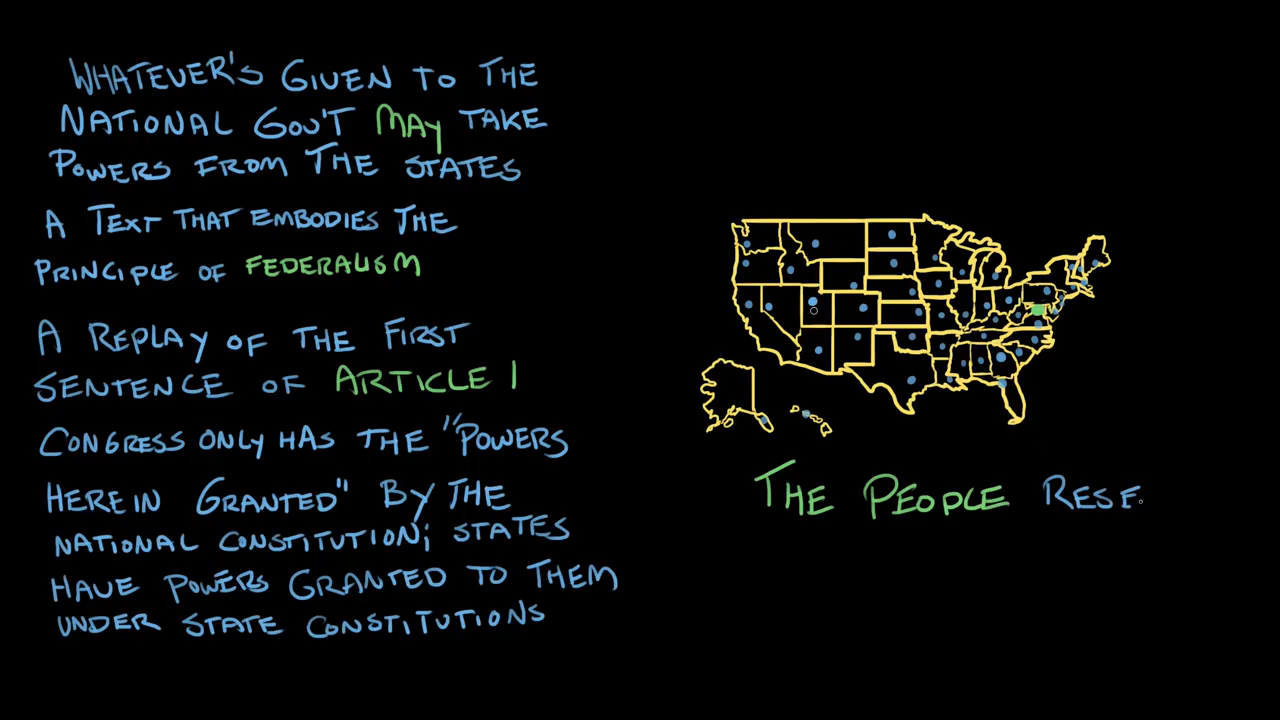 WHATEVER'S GIVEN TO THE
NATIONAL GOV'T MAY TAKE
POWERS FROM THE STATES
A TEXT THAT EMBODIES THE
PRINCIPLE OF FEDERALISM
A REPLAY OF THE FIRST
SENTENCE OF ARTICLE 1
CONGRESS ONLY HAS THE "POWERS
HEREIN GRANTED" BY THE
NATIONAL CONSTITUTION; STATES
HAVE POWERS GRANTED TO THEM
UNDER STATE CONSTITUTIONS
THE PEOPLE RESE